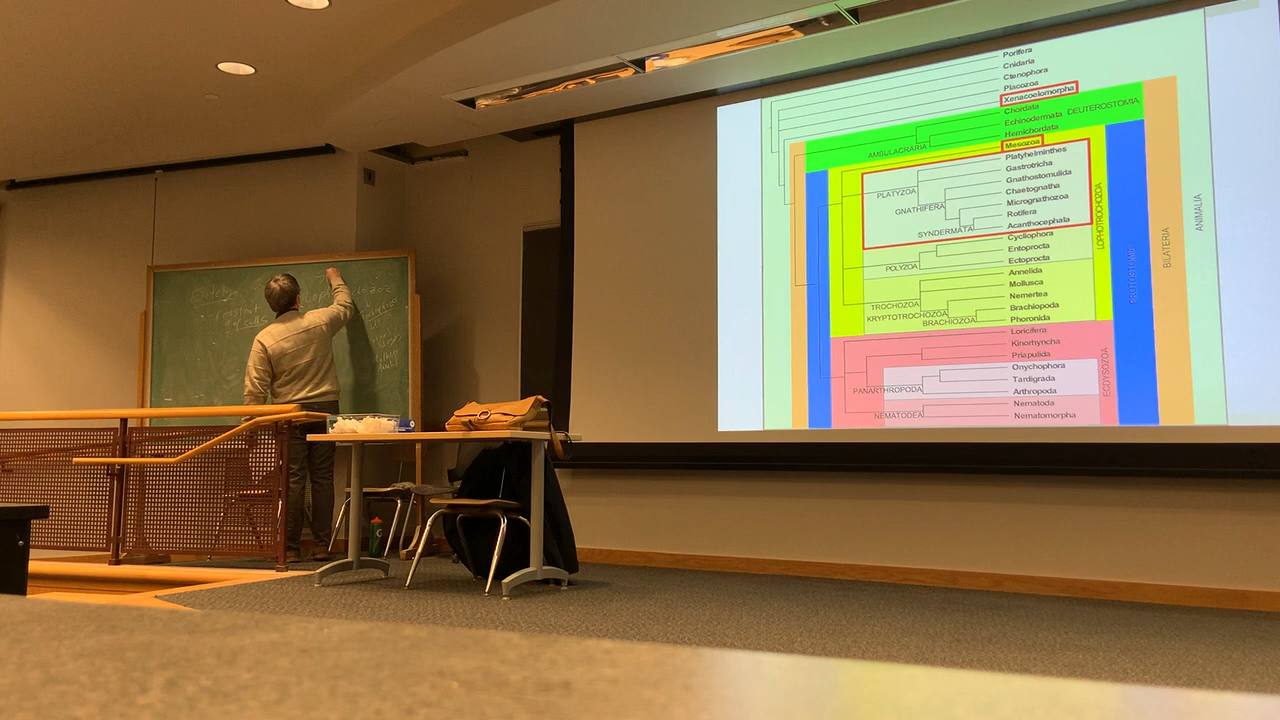 # of cells
Porifera
Cnidaria
Ctenophora
Placozoa
Xenacoelomorpha
Chordata
Echinodermata DEUTEROSTOMIA
Hemichordata
AMBULACRARIA
Mesozoa
Platyhelminthes
Gastrotricha
PLATYZOA
Gnathostomulida
Chaetognatha
GNATHIFERA
Micrognathozoa
Rotifera
SYNDERMATA
Acanthocephala
Cycliophora
Entoprocta
POLYZOA
Ectoprocta
Annelida
Mollusca
TROCHOZOA
Nemertea
KRYPTOTROCHOZOA
Brachiopoda
BRACHIOZOA
Phoronida
Loricifera
Kinorhyncha
Priapulida
Onychophora
PANARTHROPODA
Tardigrada
Arthropoda
Nematoda
NEMATODEA
Nematomorpha
LOPHOTROCHOZOA
ECDYSOZOA
PROTOSTOMIA
BILATERIA
ANIMALIA